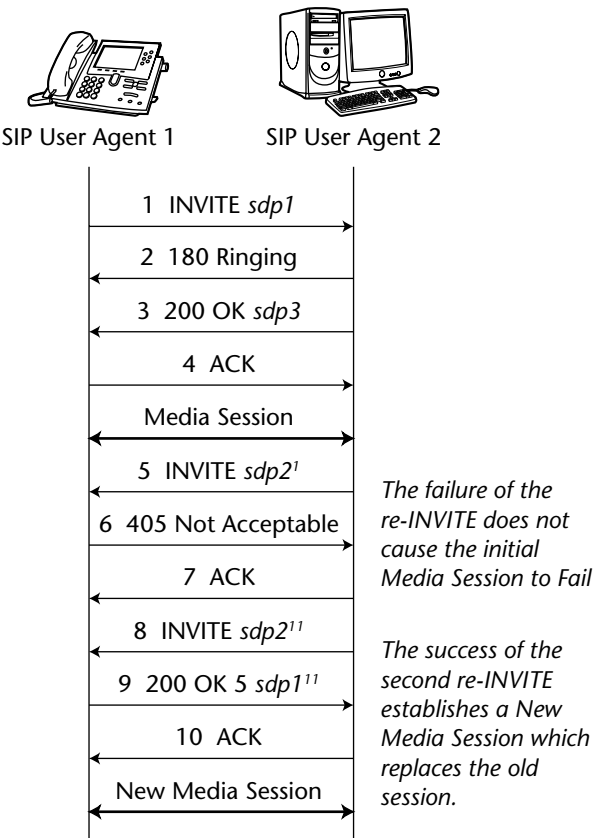 SIP User Agent 1
SIP User Agent 2
1 INVITE sdp1
2 180 Ringing
3 200 OK sdp3
4 ACK
Media Session
5 INVITE sdp2¹
6 405 Not Acceptable
7 ACK
The failure of the
re-INVITE does not
cause the initial
Media Session to Fail
8 INVITE sdp2¹¹
9 200 OK 5 sdp1¹¹
10 ACK
New Media Session
The success of the
second re-INVITE
establishes a New
Media Session which
replaces the old
session.